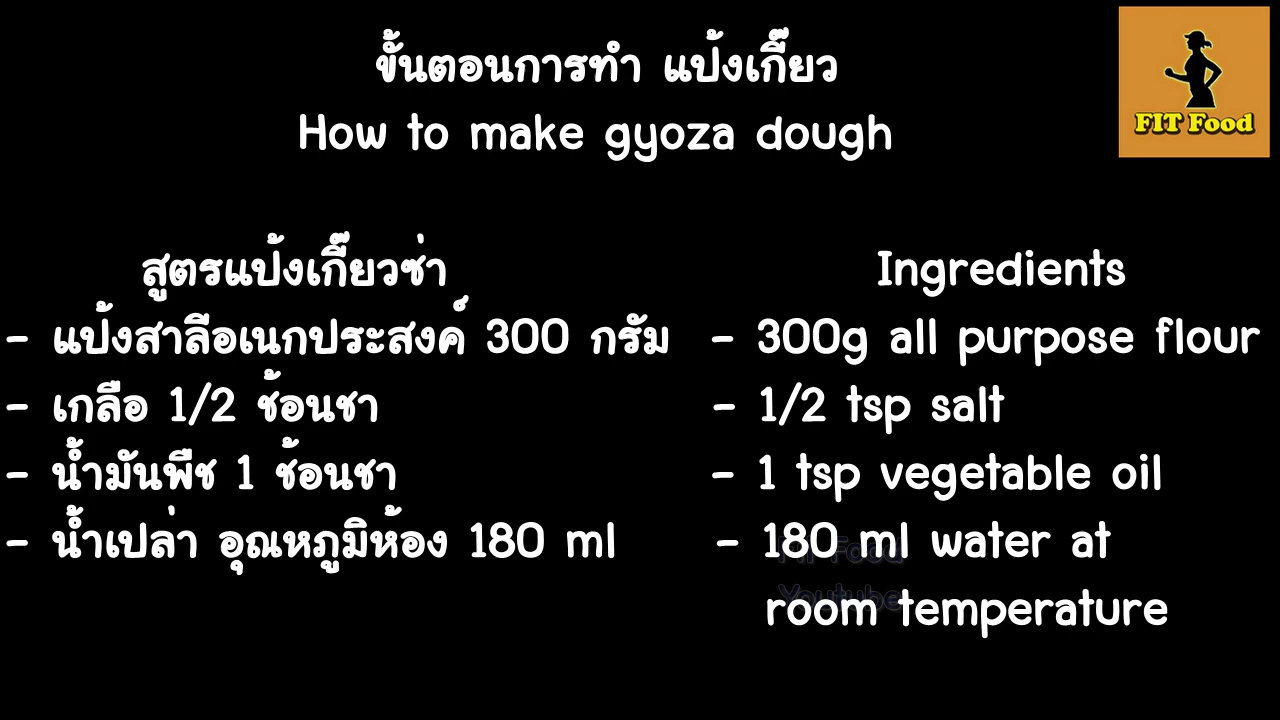 ขั้นตอนการทำ แป้งเกี๊ยว
How to make gyoza dough
FIT Food
สูตรแป้งเกี๊ยวซ่า
- แป้งสาลีอเนกประสงค์ 300 กรัม
- เกลือ 1/2 ช้อนชา
- น้ำมันพืช 1 ช้อนชา
- น้ำเปล่า อุณหภูมิห้อง 180 ml
Ingredients
- 300g all purpose flour
- 1/2 tsp salt
- 1 tsp vegetable oil
- 180 ml water at
room temperature
Fit Food
Youtube